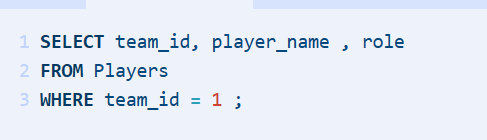 1 SELECT team_id, player_name , role
2 FROM Players
3 WHERE team_id = 1 ;